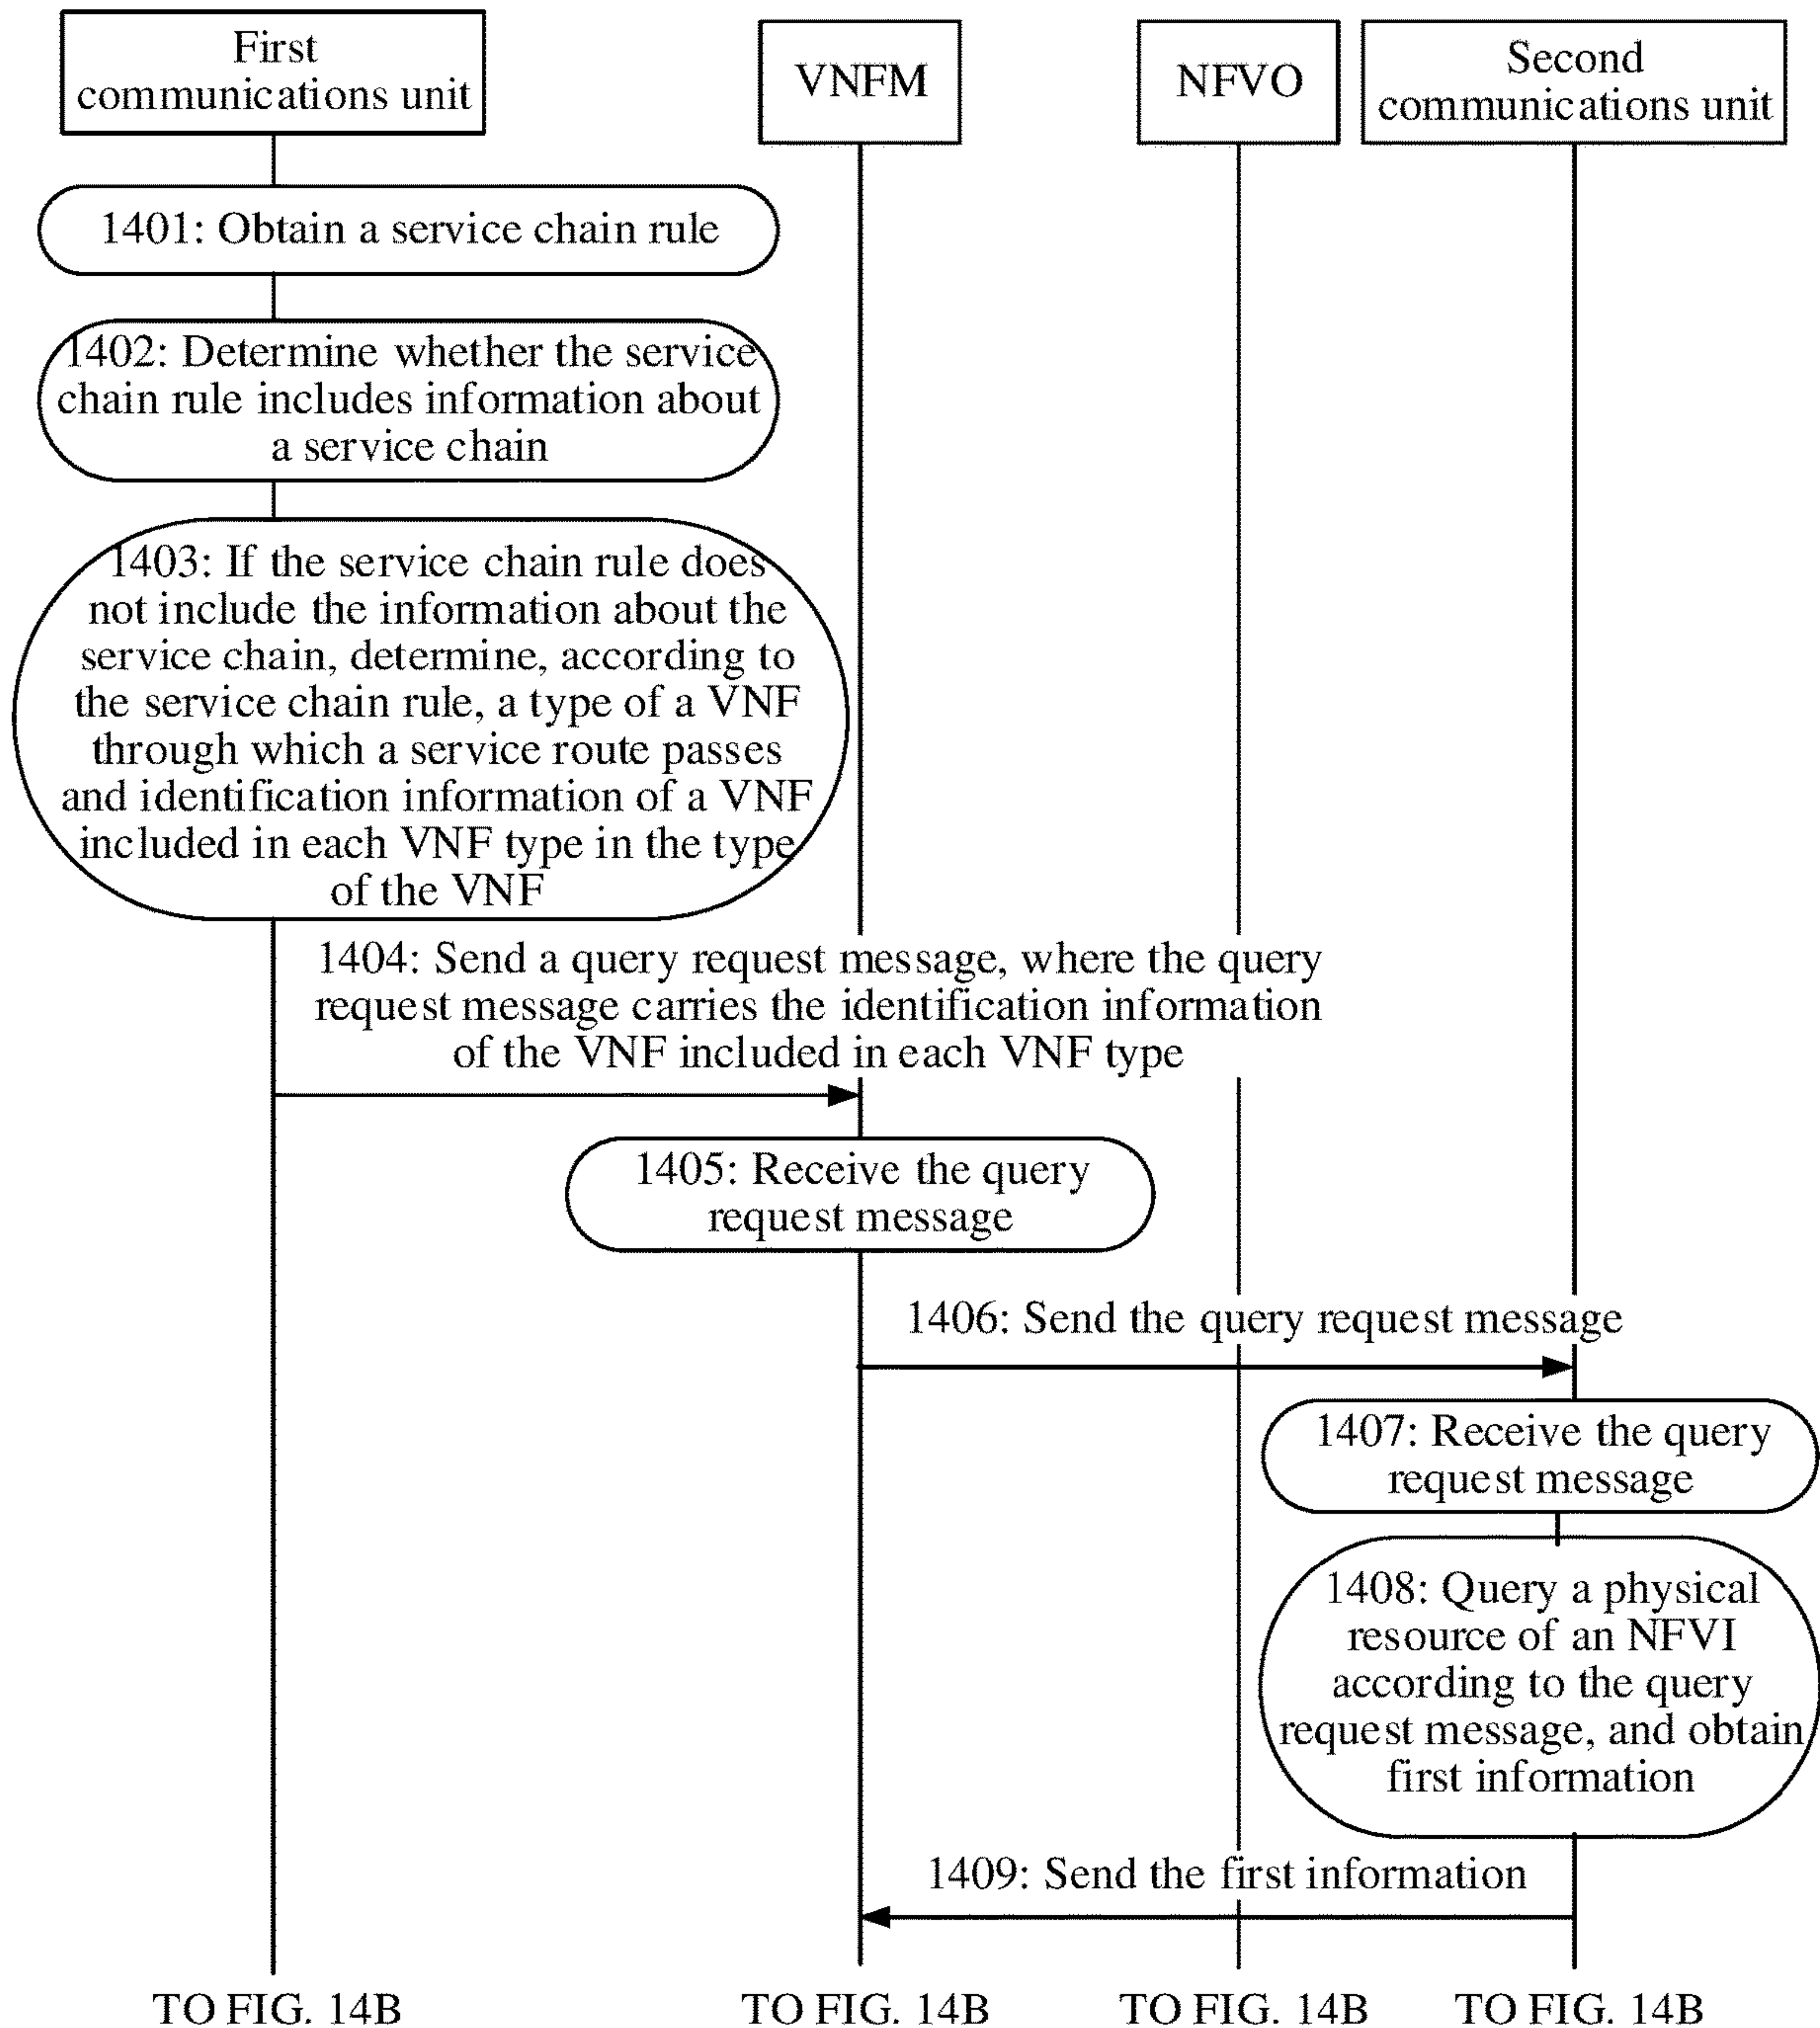 First
communications unit
VNFM
NFVO
Second
communications unit
1401: Obtain a service chain rule
1402: Determine whether the service
chain rule includes information about
a service chain
1403: If the service chain rule does
not include the information about the
service chain, determine, according to
the service chain rule, a type of a VNF
through which a service route passes
and identification information of a VNF
included in each VNF type in the type
of the VNF
1404: Send a query request message, where the query
request message carries the identification information
of the VNF included in each VNF type
1405: Receive the query
request message
1406: Send the query request message
1407: Receive the query
request message
1408: Query a physical
resource of an NFVI
according to the query
request message, and obtain
first information
1409: Send the first information
TO FIG. 14B
TO FIG. 14B
TO FIG. 14B
TO FIG. 14B